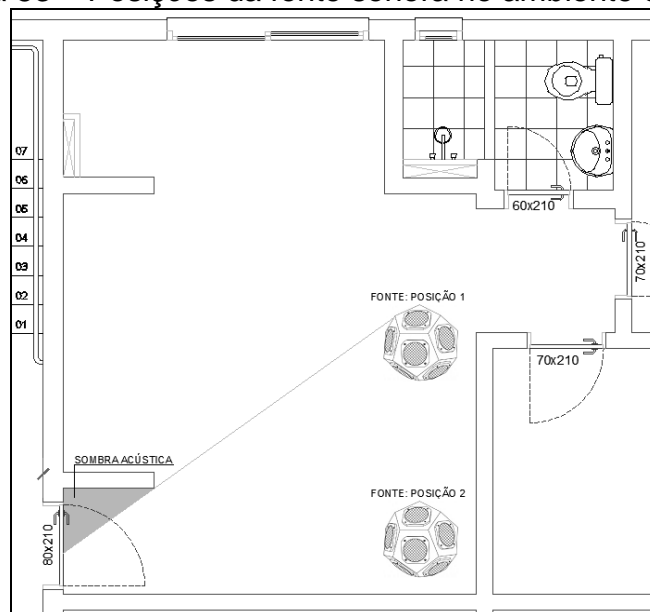 Posições da fonte sonora no ambiente
07
06
05
04
03
02
01
60x210
70x210
FONTE: POSIÇÃO 1
70x210
SOMBRA ACÚSTICA
FONTE: POSIÇÃO 2
80x210